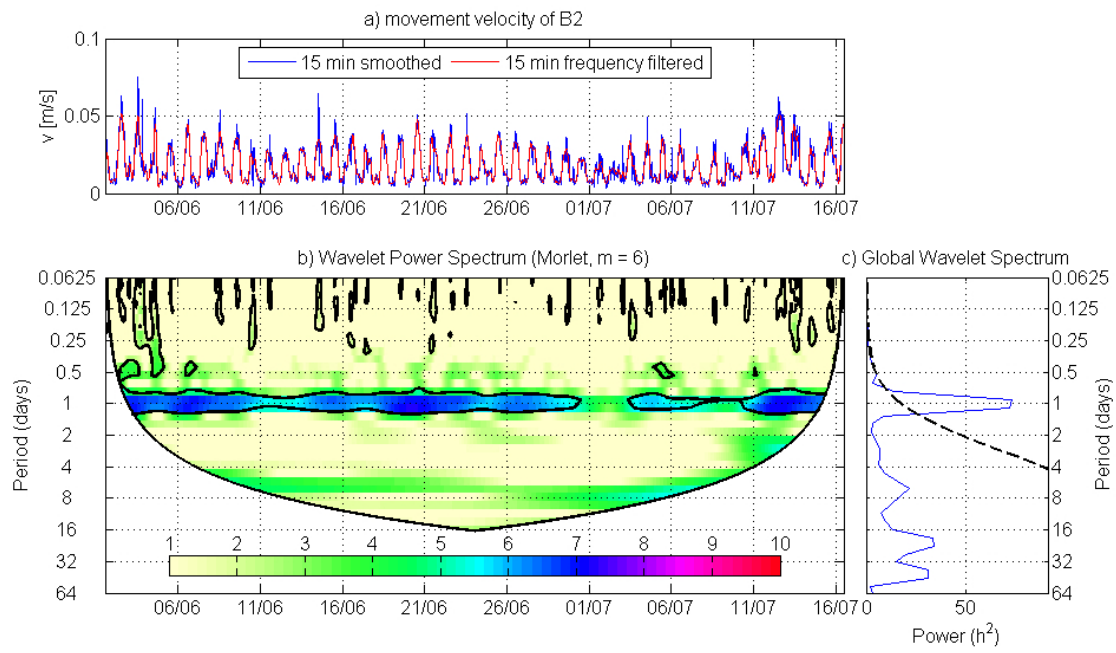 a) movement velocity of B2
0.1
0.05
0
v [m/s]
15 min smoothed 15 min frequency filtered
06/06 11/06 16/06 21/06 26/06 01/07 06/07 11/07 16/07
b) Wavelet Power Spectrum (Morlet, m = 6)
0.0625
0.125
0.25
0.5
1
2
4
8
16
32
64
Period (days)
1 2 3 4 5 6 7 8 9 10
06/06 11/06 16/06 21/06 26/06 01/07 06/07 11/07 16/07
c) Global Wavelet Spectrum
0.0625
0.125
0.25
0.5
1
2
4
8
16
32
64
Period (days)
0 50
Power (h²)